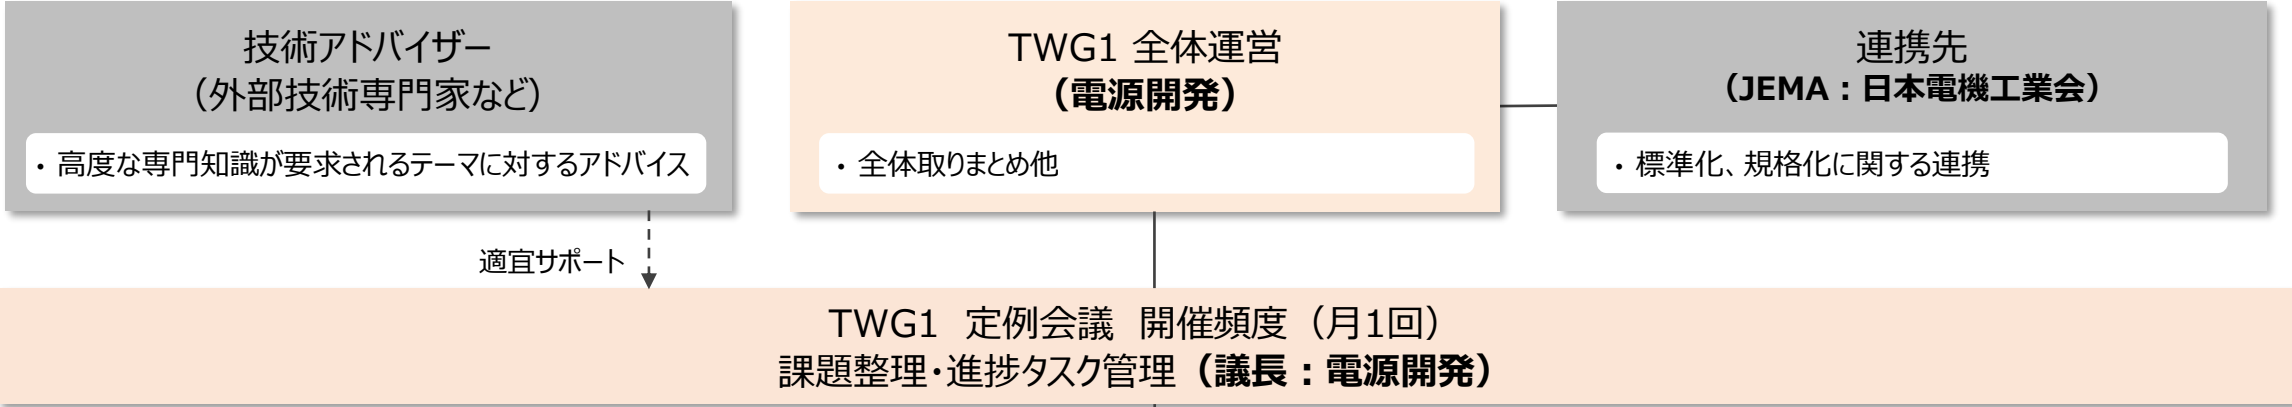 技術アドバイザー
（外部技術専門家など）
・高度な専門知識が要求されるテーマに対するアドバイス
TWG1 全体運営
（電源開発）
・全体取りまとめ他
連携先
（JEMA：日本電機工業会）
・標準化、規格化に関する連携
適宜サポート
TWG1 定例会議 開催頻度（月1回）
課題整理・進捗タスク管理（議長：電源開発）